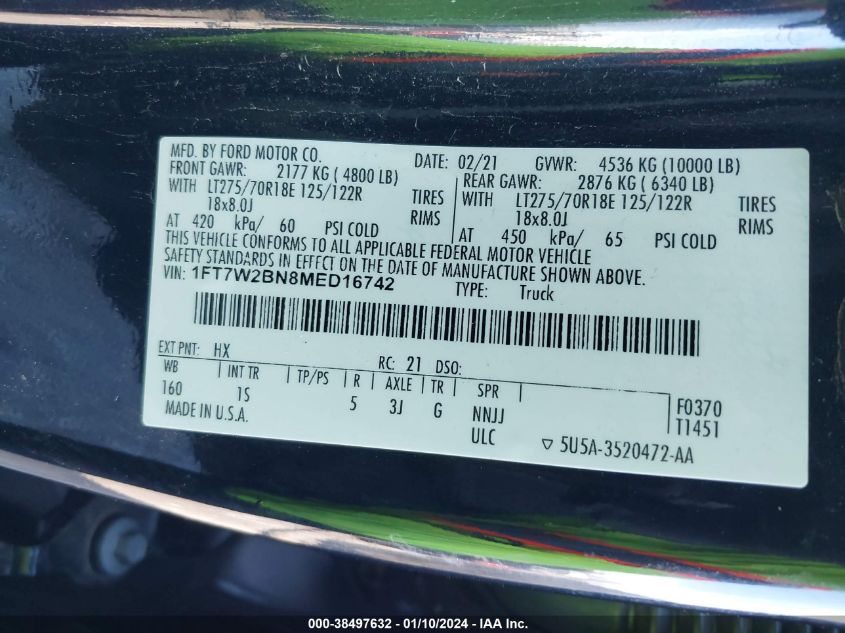 MFD. BY FORD MOTOR CO. DATE: 02/21 GVWR: 4536 KG (10000 LB)
FRONT GAWR: 2177 KG ( 4800 LB) REAR GAWR: 2876 KG ( 6340 LB)
WITH LT275/70R18E 125/122R TIRES WITH LT275/70R18E 125/122R TIRES
18x8.0J RIMS 18x8.0J RIMS
AT 420 kPa/ 60 PSI COLD AT 450 kPa/ 65 PSI COLD
THIS VEHICLE CONFORMS TO ALL APPLICABLE FEDERAL MOTOR VEHICLE
SAFETY STANDARDS IN EFFECT ON THE DATE OF MANUFACTURE SHOWN ABOVE.
VIN: 1FT7W2BN8MED16742 TYPE: Truck
EXT PNT: HX RC: 21 DSO:
WB INT TR TP/PS R AXLE TR SPR
160 1S 5 3J G NNJJ F0370
MADE IN U.S.A. ULC T1451
5U5A-3520472-AA
000-38497632 - 01/10/2024 - IAA, Inc.